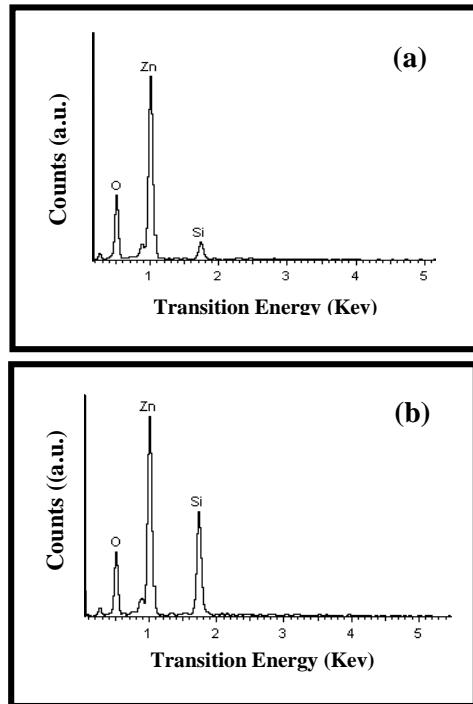 (a)
Counts (a.u.)
Zn
O
Si
1 2 3 4 5
Transition Energy (Kev)
(b)
Counts ((a.u.)
Zn
O
Si
1 2 3 4 5
Transition Energy (Kev)